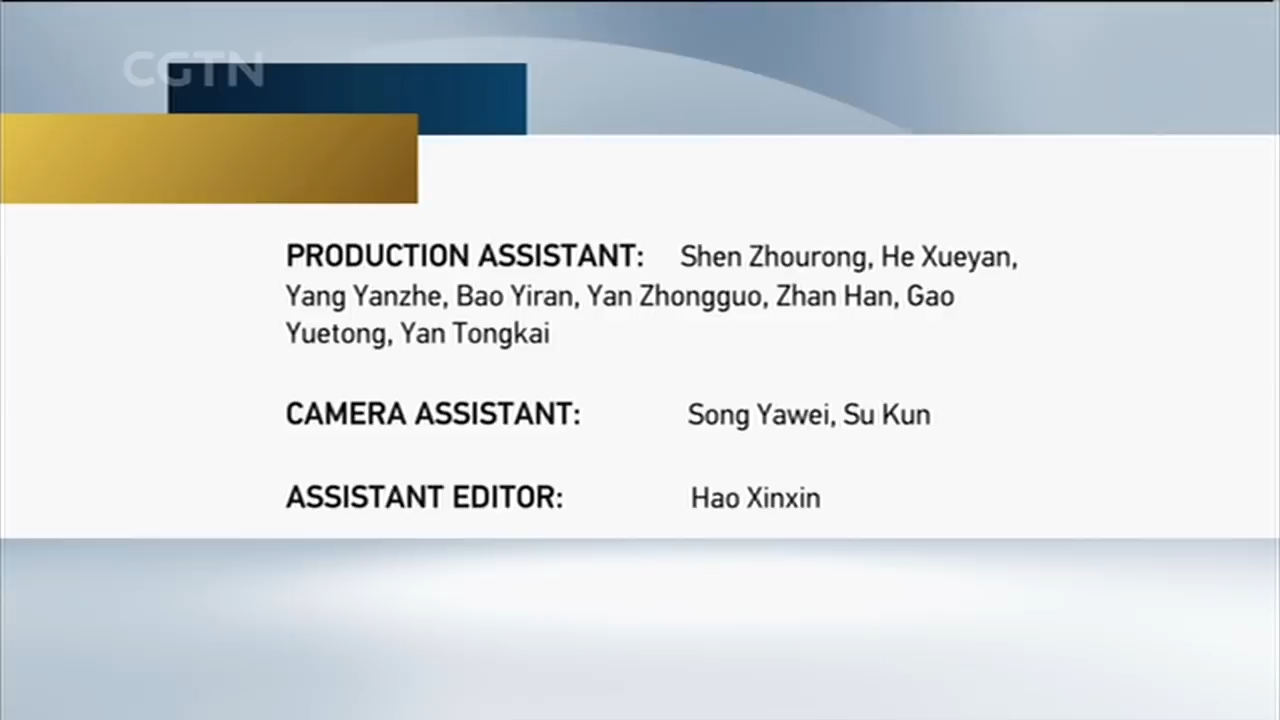 CGTN
PRODUCTION ASSISTANT: Shen Zhourong, He Xueyan,
Yang Yanzhe, Bao Yiran, Yan Zhongguo, Zhan Han, Gao
Yuetong, Yan Tongkai
CAMERA ASSISTANT: Song Yawei, Su Kun
ASSISTANT EDITOR: Hao Xinxin